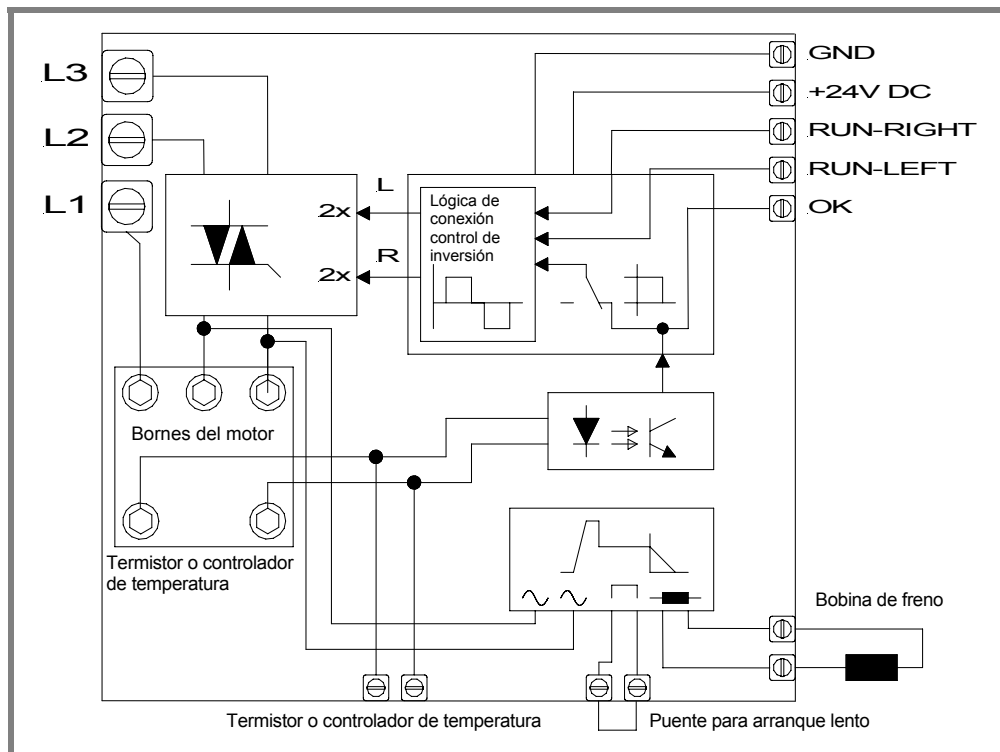 L3
L2
L1
GND
+24V DC
RUN-RIGHT
RUN-LEFT
OK
L
2x
R
2x
Lógica de
conexión
control de
inversión
Bornes del motor
Termistor o controlador
de temperatura
Bobina de freno
Termistor o controlador de temperatura
Puente para arranque lento